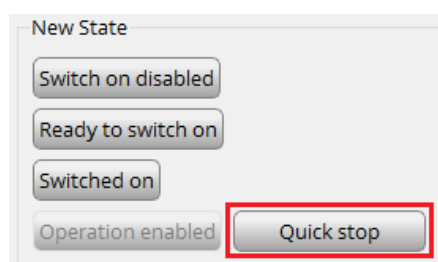 New State
Switch on disabled
Ready to switch on
Switched on
Operation enabled Quick stop